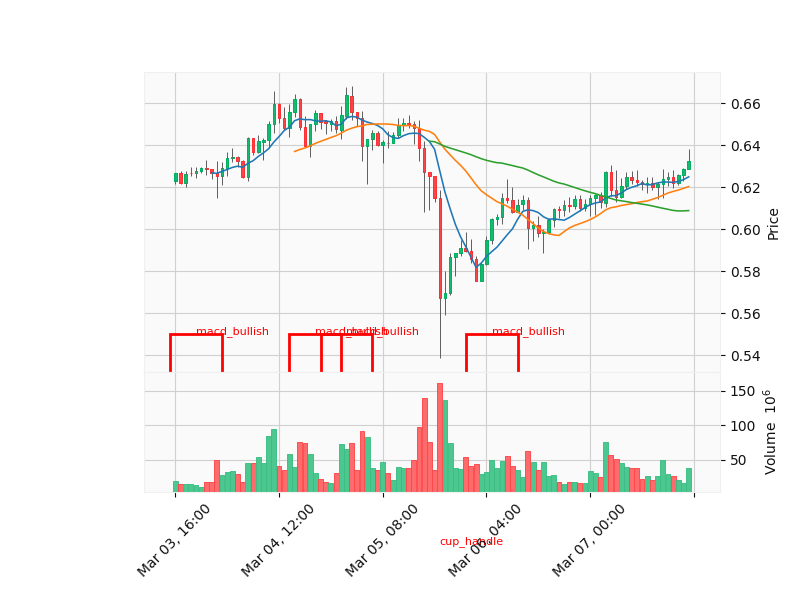 0.66
0.64
0.62
0.60
0.58
0.56
0.54
Price
macd_bullish
macd_bullish
macd_bullish
macd_bullish
150
100
50
Volume 10^6
Mar 03, 16:00
Mar 04, 12:00
Mar 05, 08:00
Mar 06, 04:00
Mar 07, 00:00
cup_handle